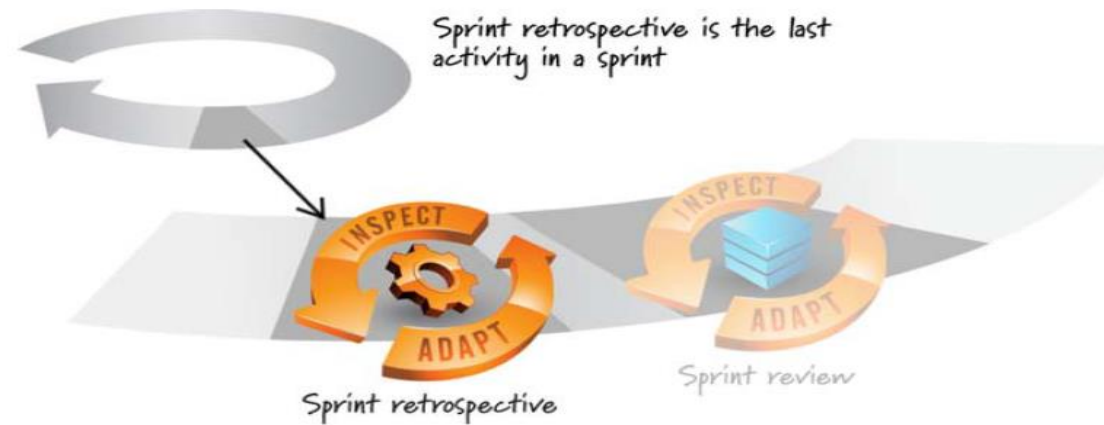 Sprint retrospective is the last
activity in a sprint
INSPECT
ADAPT
Sprint retrospective
INSPECT
ADAPT
Sprint review